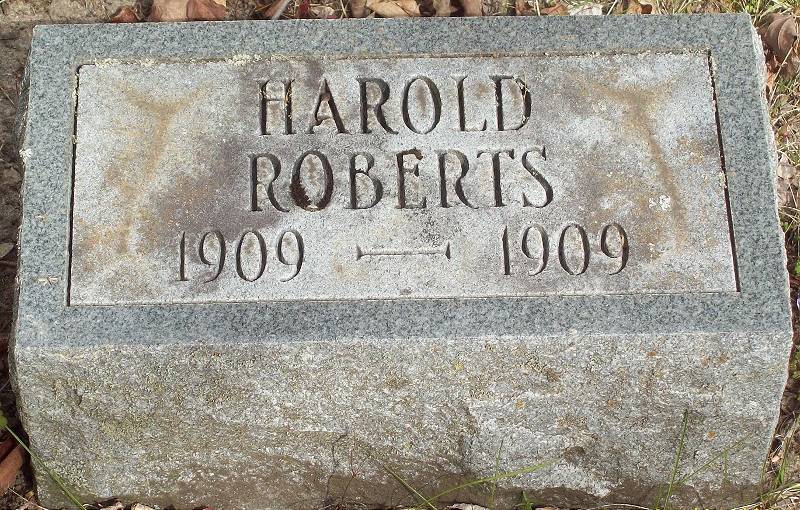 HAROLD
ROBERTS
1909 — 1909